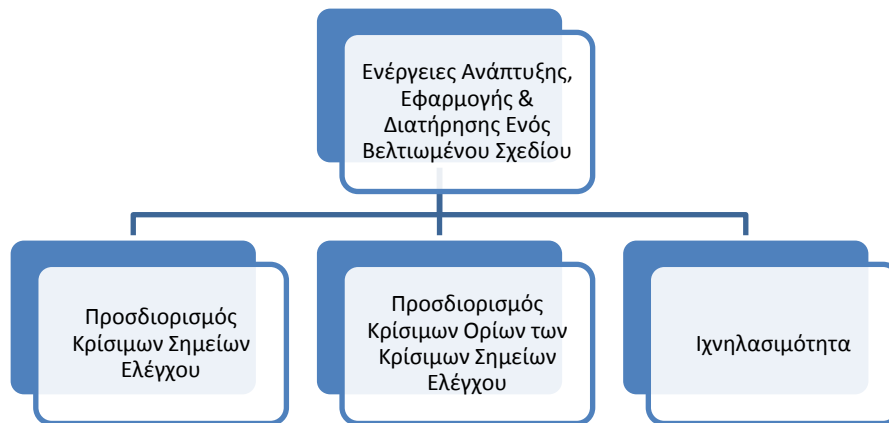 Ενέργειες Ανάπτυξης,
Εφαρμογής &
Διατήρησης Ενός
Βελτιωμένου Σχεδίου
Προσδιορισμός
Κρίσιμων Σημείων
Ελέγχου
Προσδιορισμός
Κρίσιμων Ορίων των
Κρίσιμων Σημείων
Ελέγχου
Ιχνηλασιμότητα